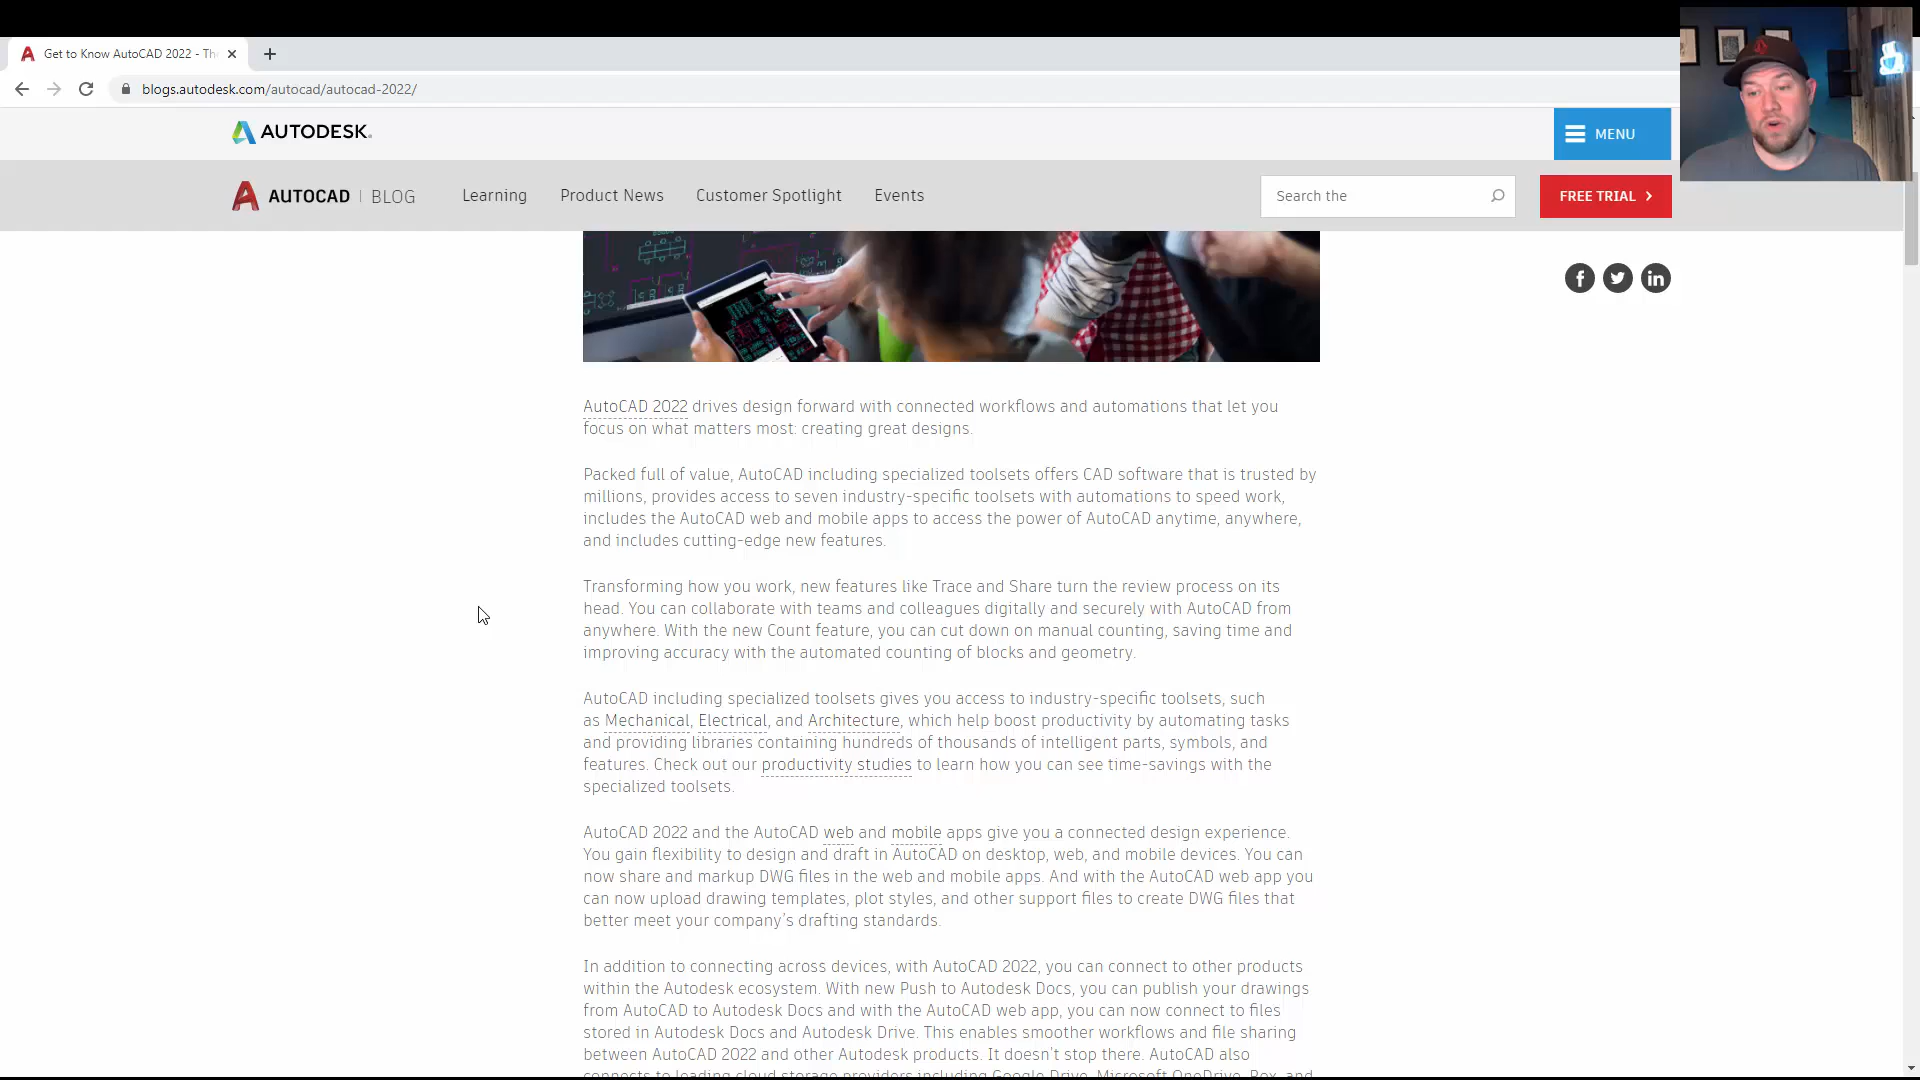 Get to Know AutoCAD 2022 - Th
blogs.autodesk.com/autocad/autocad-2022/
AUTODESK.
MENU
AUTOCAD | BLOG
Learning
Product News
Customer Spotlight
Events
Search the
FREE TRIAL
AutoCAD 2022 drives design forward with connected workflows and automations that let you
focus on what matters most: creating great designs.
Packed full of value, AutoCAD including specialized toolsets offers CAD software that is trusted by
millions, provides access to seven industry-specific toolsets with automations to speed work,
includes the AutoCAD web and mobile apps to access the power of AutoCAD anytime, anywhere,
and includes cutting-edge new features.
Transforming how you work, new features like Trace and Share turn the review process on its
head. You can collaborate with teams and colleagues digitally and securely with AutoCAD from
anywhere. With the new Count feature, you can cut down on manual counting, saving time and
improving accuracy with the automated counting of blocks and geometry.
AutoCAD including specialized toolsets gives you access to industry-specific toolsets, such
as Mechanical, Electrical, and Architecture, which help boost productivity by automating tasks
and providing libraries containing hundreds of thousands of intelligent parts, symbols, and
features. Check out our productivity studies to learn how you can see time-savings with the
specialized toolsets.
AutoCAD 2022 and the AutoCAD web and mobile apps give you a connected design experience.
You gain flexibility to design and draft in AutoCAD on desktop, web, and mobile devices. You can
now share and markup DWG files in the web and mobile apps. And with the AutoCAD web app you
can now upload drawing templates, plot styles, and other support files to create DWG files that
better meet your company's drafting standards.
In addition to connecting across devices, with AutoCAD 2022, you can connect to other products
within the Autodesk ecosystem. With new Push to Autodesk Docs, you can publish your drawings
from AutoCAD to Autodesk Docs and with the AutoCAD web app, you can now connect to files
stored in Autodesk Docs and Autodesk Drive. This enables smoother workflows and file sharing
between AutoCAD 2022 and other Autodesk products. It doesn't stop there. AutoCAD also
connects to leading cloud storage providers including Google Drive, Microsoft OneDrive, Box, and